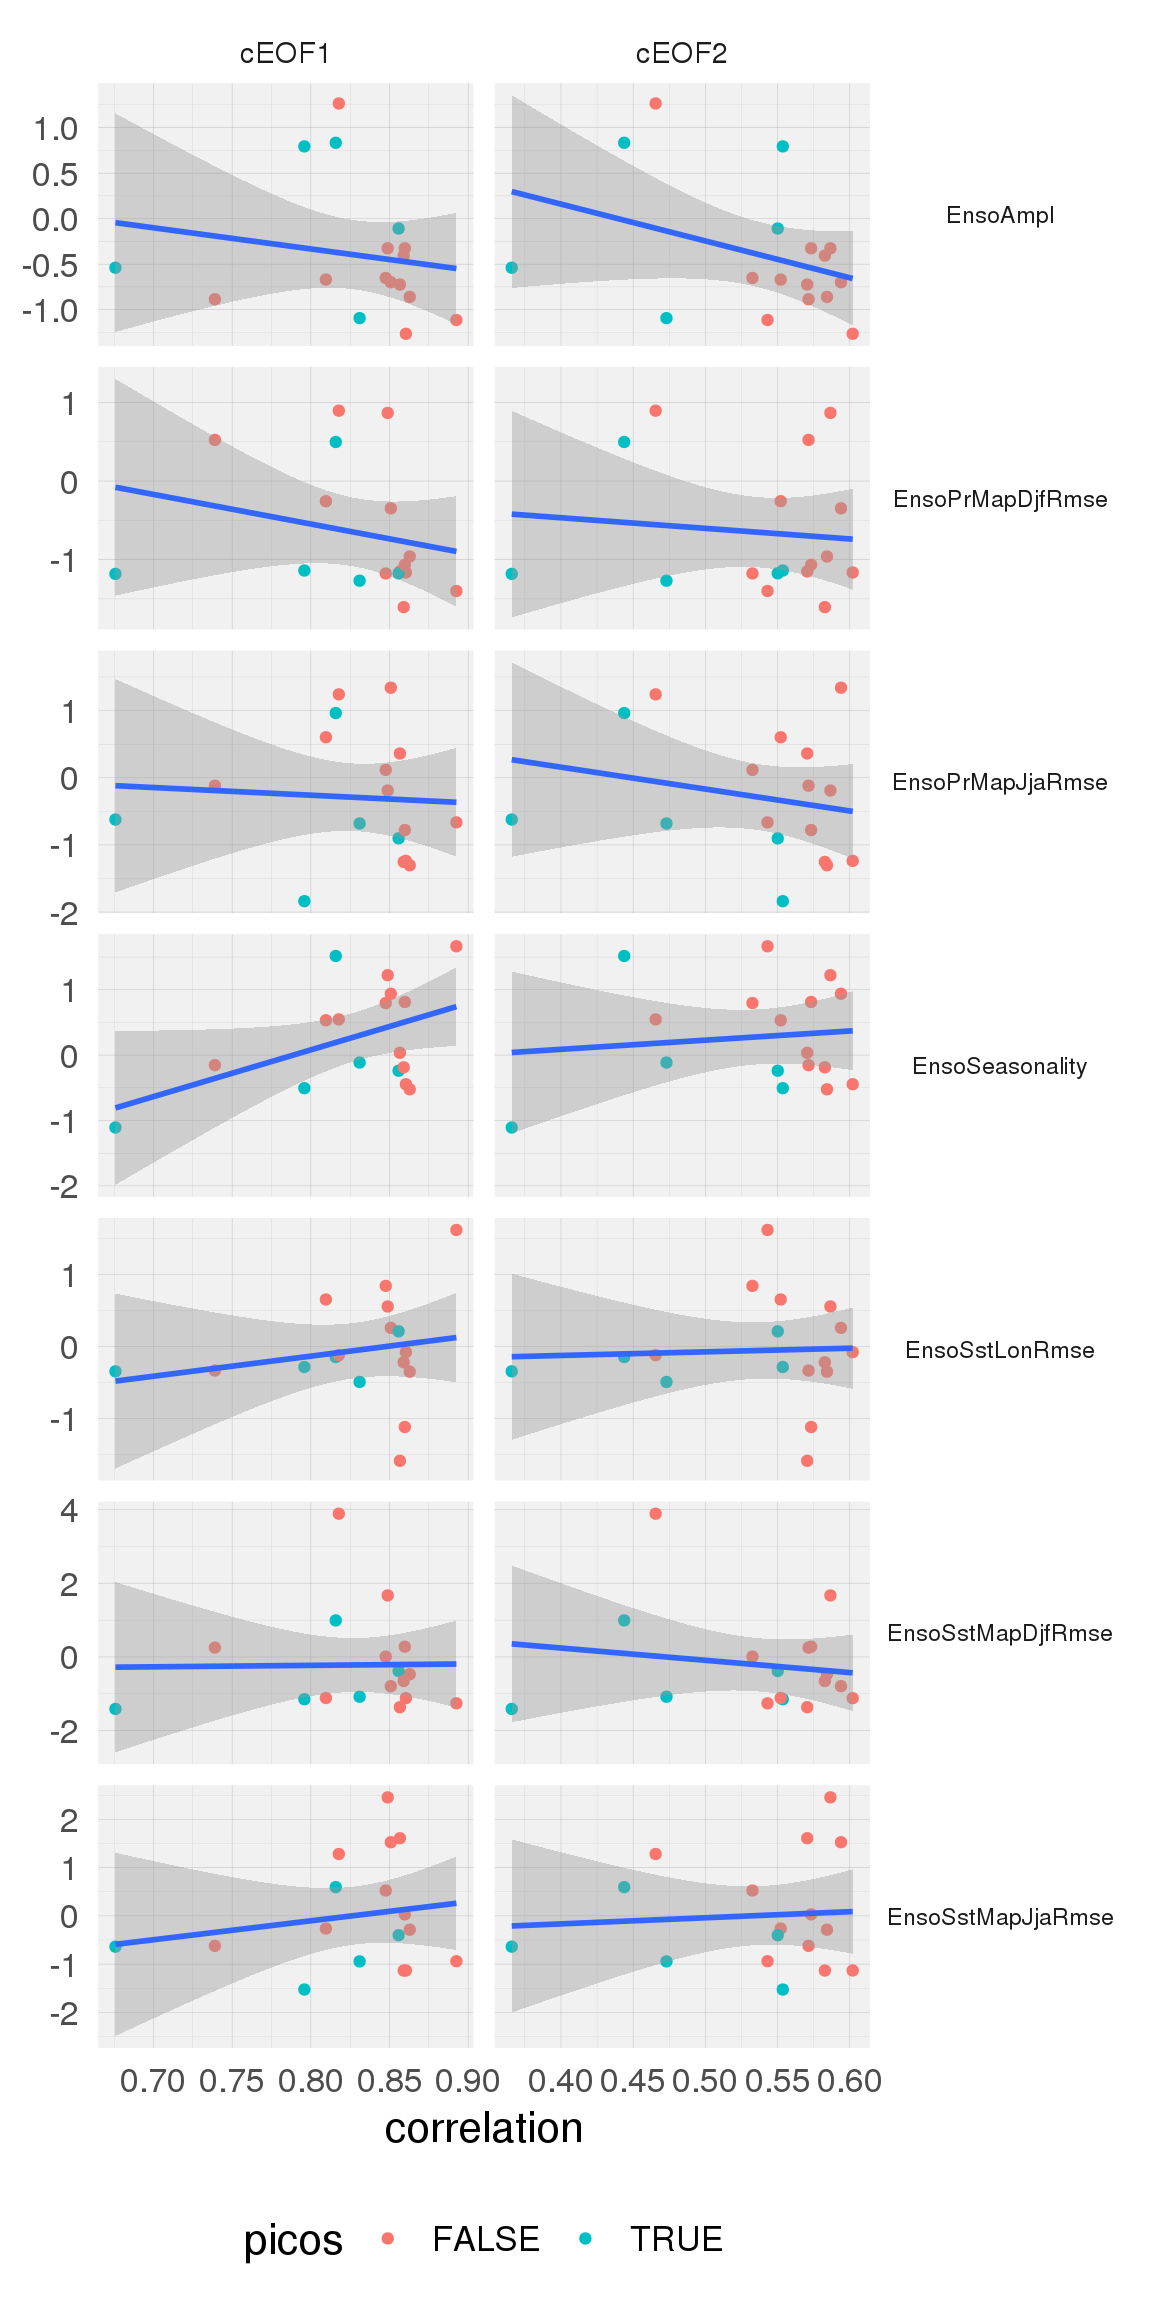 cEOF1 cEOF2
1.0
0.5
0.0
-0.5
-1.0
EnsoAmpl
1
0
-1
EnsoPrMapDjfRmse
1
0
-1
-2
EnsoPrMapJjaRmse
1
0
-1
-2
EnsoSeasonality
1
0
-1
EnsoSstLonRmse
4
2
0
-2
EnsoSstMapDjfRmse
2
1
0
-1
-2
EnsoSstMapJjaRmse
0.70 0.75 0.80 0.85 0.90 0.40 0.45 0.50 0.55 0.60
correlation
picos FALSE TRUE